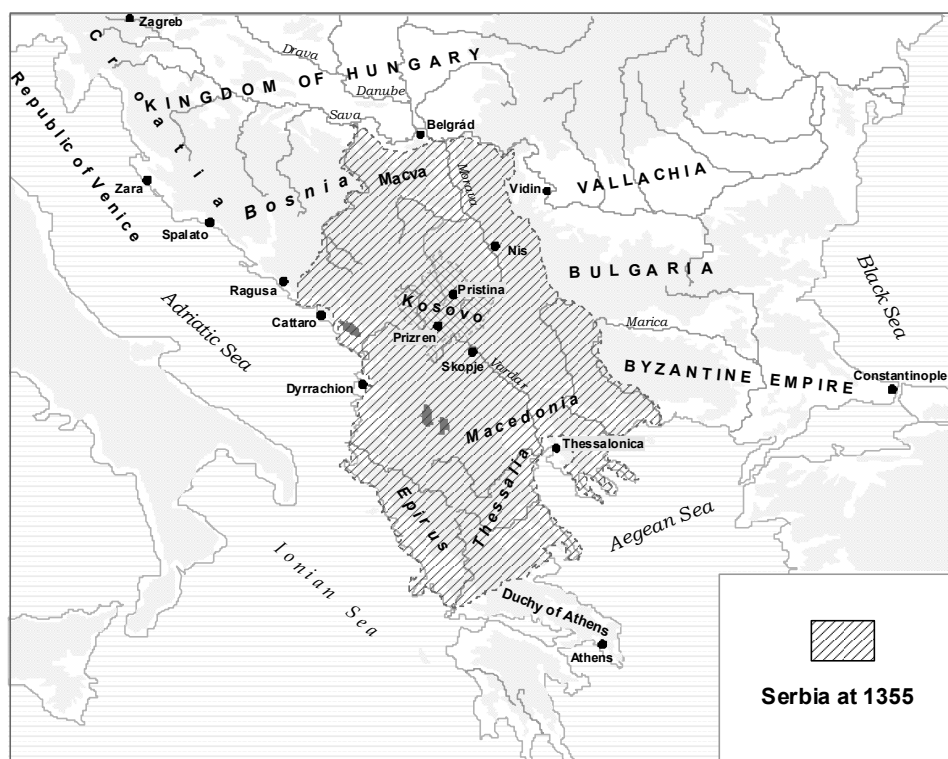 Zagreb
Croatia
Drava
KINGDOM OF HUNGARY
Danube
Sava
Republic of Venice
Belgrád
Macva
Morava
Zara
Bosnia
Vidin
VALLACHIA
Spalato
Nis
BULGARIA
Black Sea
Ragusa
Pristina
Kosovo
Cattaro
Adriatic Sea
Prizren
Marica
Skopje
Vardar
BYZANTINE EMPIRE
Constantinople
Dyrrachion
Macedonia
Thessalonica
Thessalia
Epirus
Aegean Sea
Ionian Sea
Duchy of Athens
Athens
Serbia at 1355